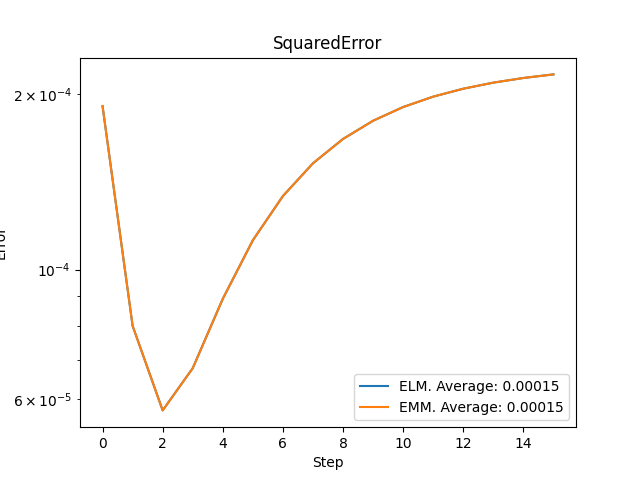 SquaredError
2 × 10⁻⁴
10⁻⁴
6 × 10⁻⁵
Error
ELM. Average: 0.00015
EMM. Average: 0.00015
0 2 4 6 8 10 12 14
Step